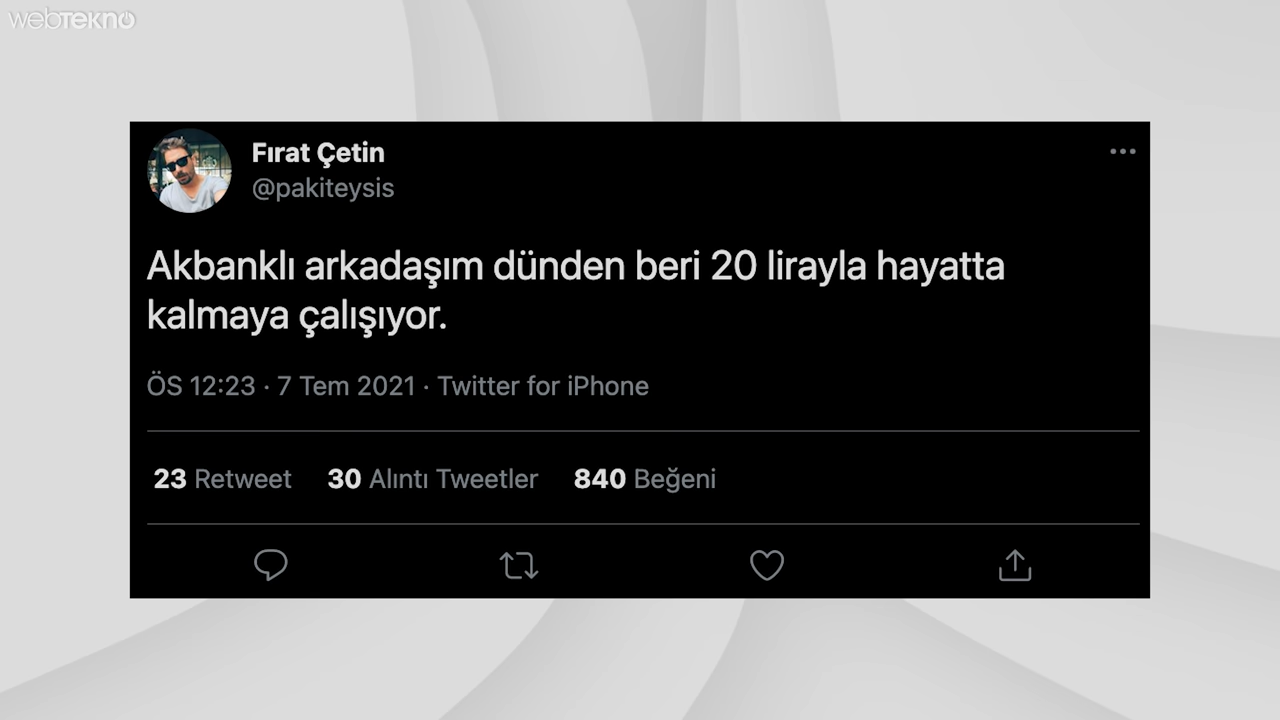 webTEKNO
Fırat Çetin
@pakiteysis
Akbanklı arkadaşım dünden beri 20 lirayla hayatta
kalmaya çalışıyor.
ÖS 12:23 · 7 Tem 2021 · Twitter for iPhone
23 Retweet 30 Alıntı Tweetler 840 Beğeni